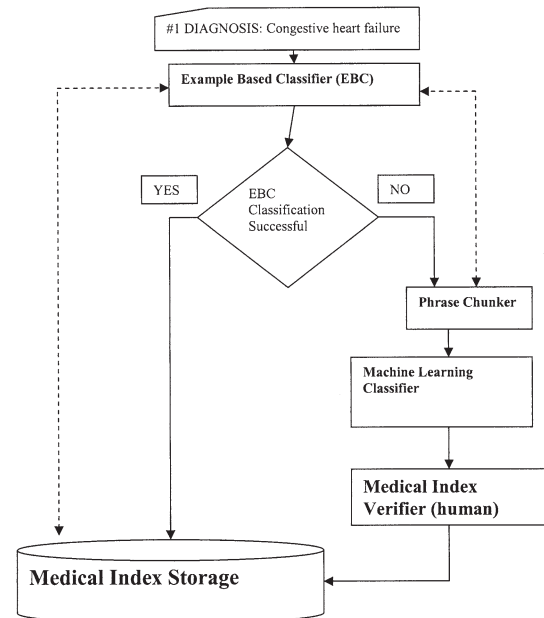 #1 DIAGNOSIS: Congestive heart failure
Example Based Classifier (EBC)
YES
NO
EBC
Classification
Successful
Phrase Chunker
Machine Learning
Classifier
Medical Index
Verifier (human)
Medical Index Storage